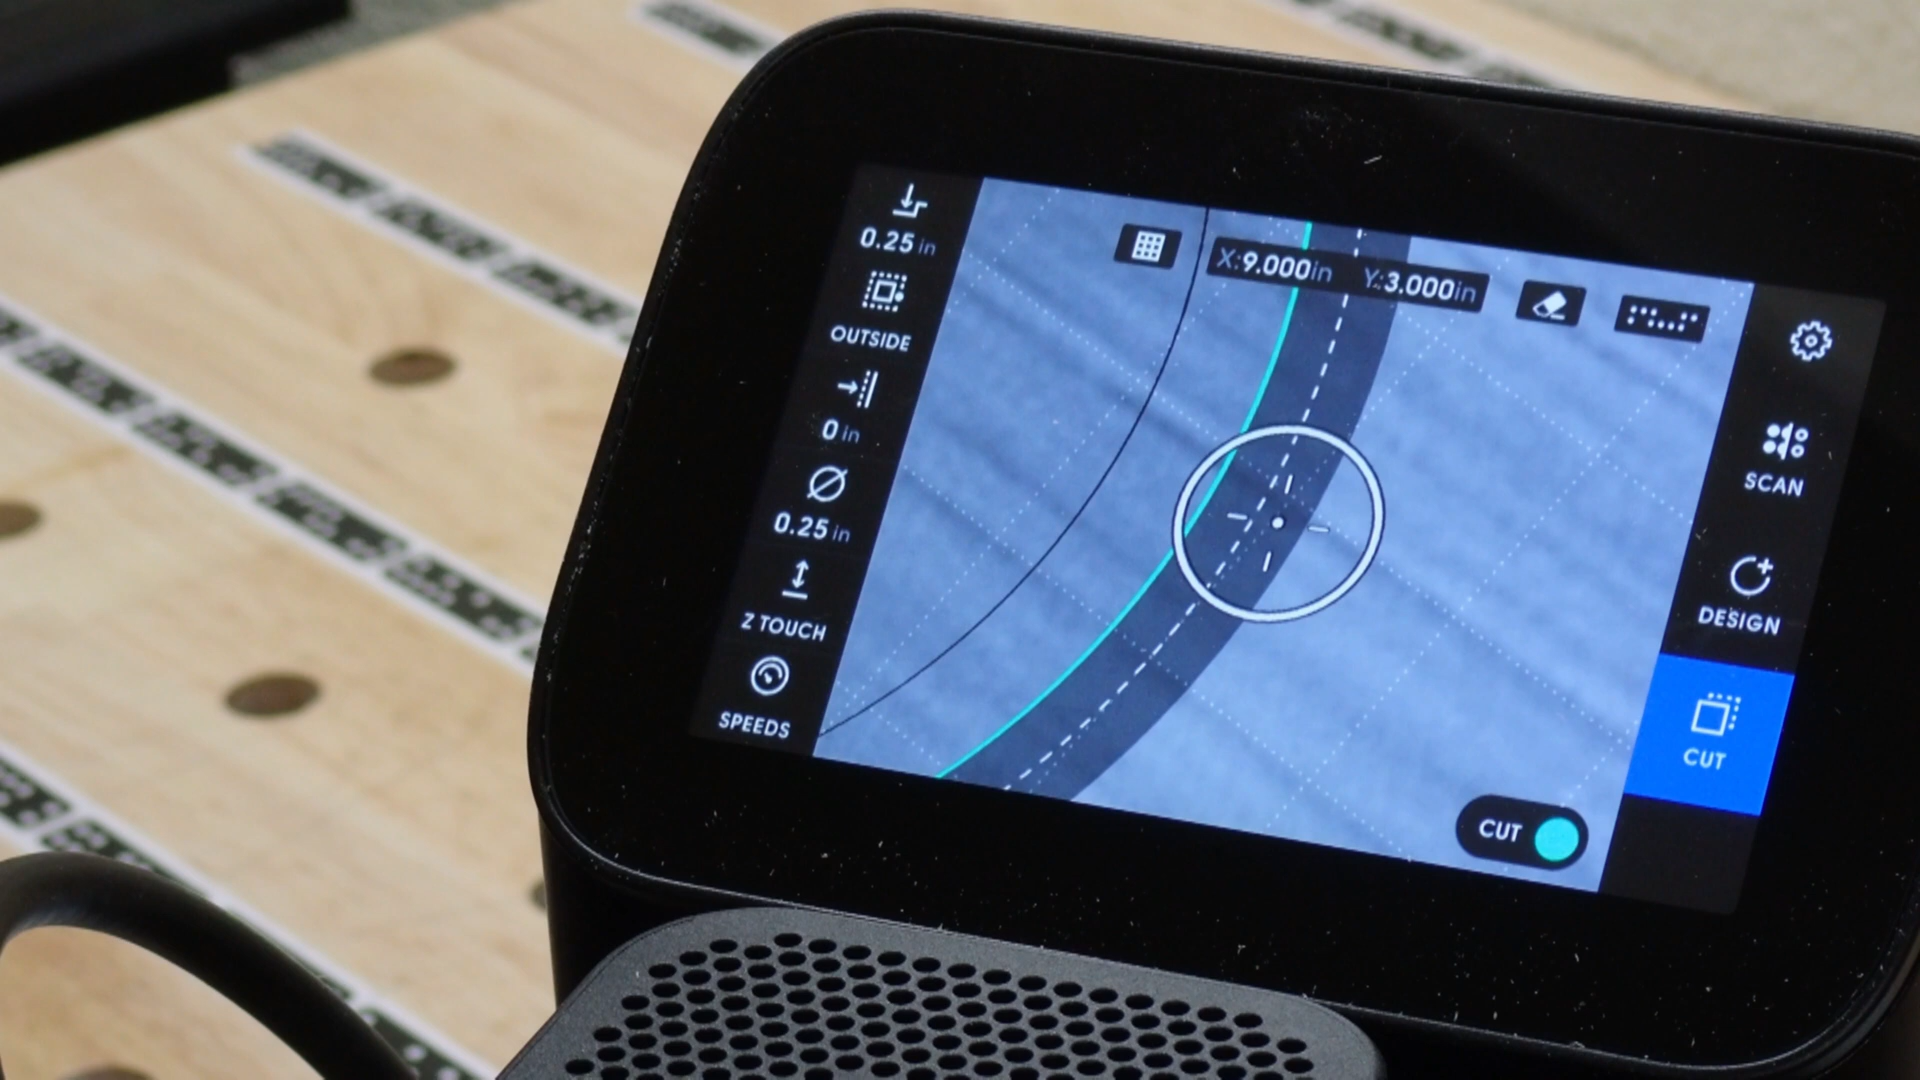 0.25 in
OUTSIDE
0 in
0.25 in
Z TOUCH
SPEEDS
X:9.000in Y:3.000in
SCAN
DESIGN
CUT
CUT